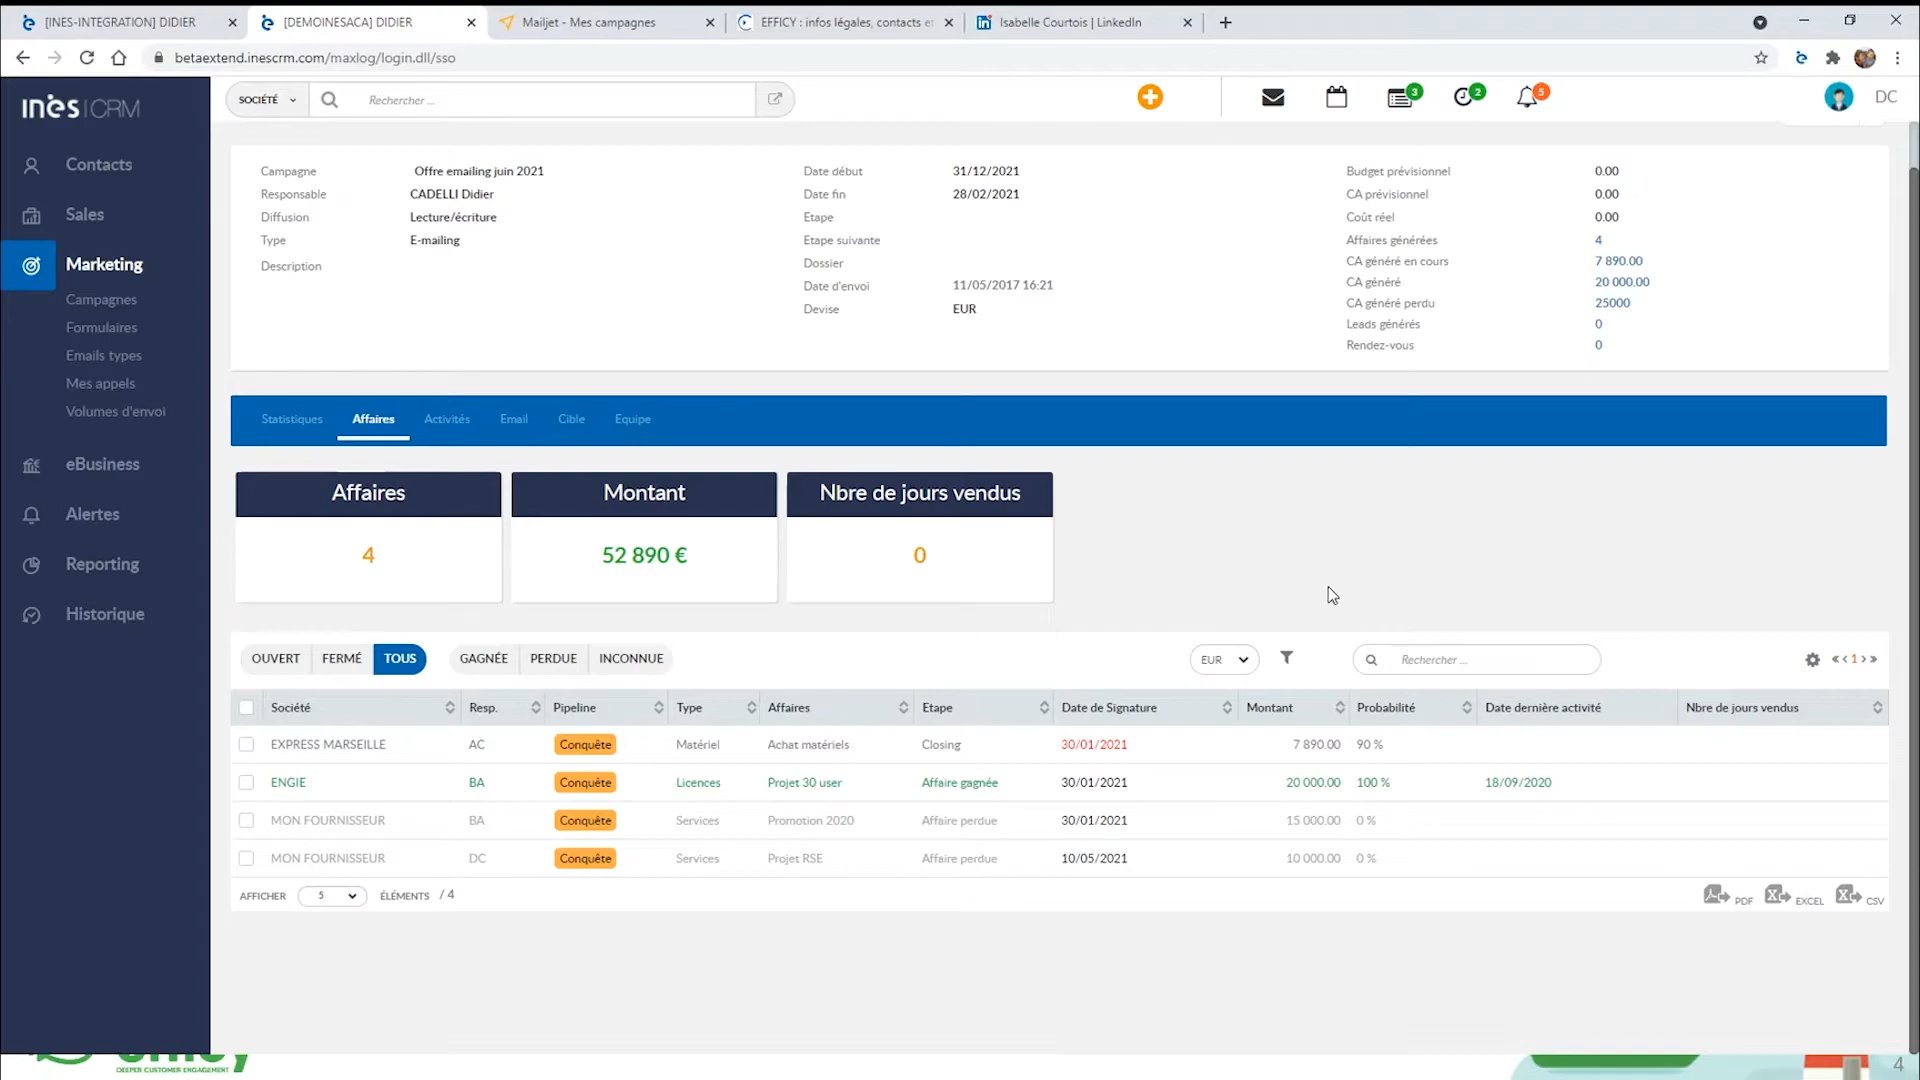 [INES-INTEGRATION] DIDIER
[DEMOINESACA] DIDIER
Mailjet - Mes campagnes
EFFICY : infos légales, contacts et
Isabelle Courtois | LinkedIn
betaextend.inescrm.com/maxlog/login.dll/sso
inès|CRM
SOCIÉTÉ
Rechercher ...
3
2
5
DC
Contacts
Sales
Marketing
Campagnes
Formulaires
Emails types
Mes appels
Volumes d'envoi
eBusiness
Alertes
Reporting
Historique
Campagne Offre emailing juin 2021
Responsable CADELLI Didier
Diffusion Lecture/écriture
Type E-mailing
Description
Date début 31/12/2021
Date fin 28/02/2021
Etape
Etape suivante
Dossier
Date d'envoi 11/05/2017 16:21
Devise EUR
Budget prévisionnel 0.00
CA prévisionnel 0.00
Coût réel 0.00
Affaires générées 4
CA généré en cours 7 890.00
CA généré 20 000.00
CA généré perdu 25000
Leads générés 0
Rendez-vous 0
Statistiques Affaires Activités Email Cible Equipe
Affaires Montant Nbre de jours vendus
4 52 890 € 0
OUVERT FERMÉ TOUS GAGNÉE PERDUE INCONNUE EUR Rechercher ... «‹ 1 ›»
Société Resp. Pipeline Type Affaires Etape Date de Signature Montant Probabilité Date dernière activité Nbre de jours vendus
EXPRESS MARSEILLE AC Conquête Matériel Achat matériels Closing 30/01/2021 7 890.00 90 %
ENGIE BA Conquête Licences Projet 30 user Affaire gagnée 30/01/2021 20 000.00 100 % 18/09/2020
MON FOURNISSEUR BA Conquête Services Promotion 2020 Affaire perdue 30/01/2021 15 000.00 0 %
MON FOURNISSEUR DC Conquête Services Projet RSE Affaire perdue 10/05/2021 10 000.00 0 %
AFFICHER 5 ÉLÉMENTS / 4 PDF EXCEL CSV
DEEPER CUSTOMER ENGAGEMENT
4